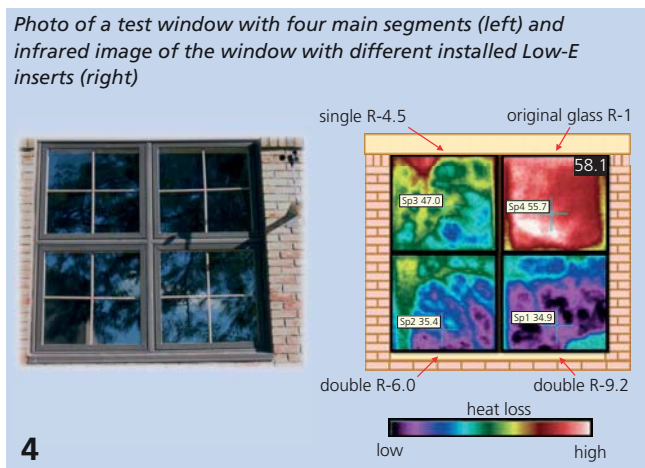 Photo of a test window with four main segments (left) and
infrared image of the window with different installed Low-E
inserts (right)
single R-4.5
original glass R-1
58.1
Sp3 47.0
Sp4 55.7
Sp2 35.4
Sp1 34.9
double R-6.0
double R-9.2
heat loss
low
high
4